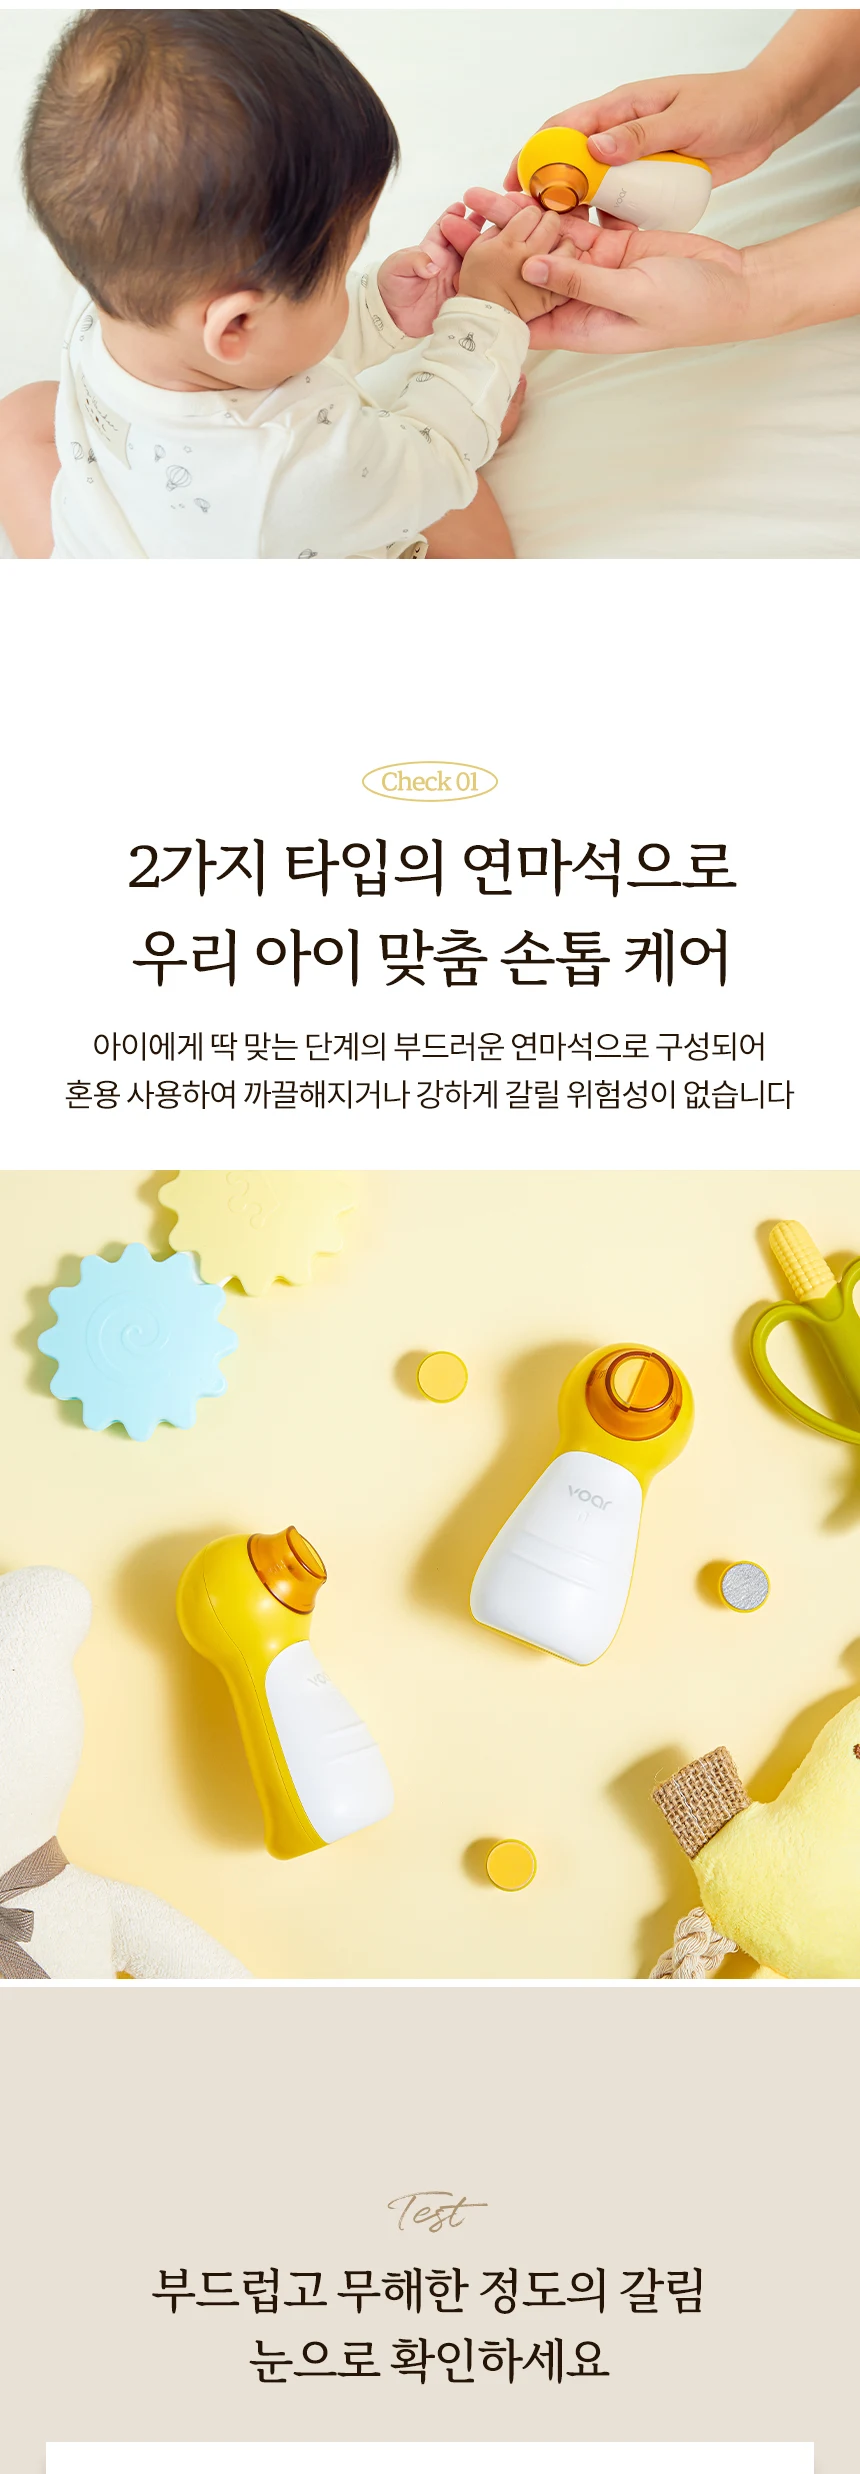 voar
Check 01
2가지 타입의 연마석으로
우리 아이 맞춤 손톱 케어
아이에게 딱 맞는 단계의 부드러운 연마석으로 구성되어
혼용 사용하여 까끌해지거나 강하게 갈릴 위험성이 없습니다
voar
voar
Test
부드럽고 무해한 정도의 갈림
눈으로 확인하세요